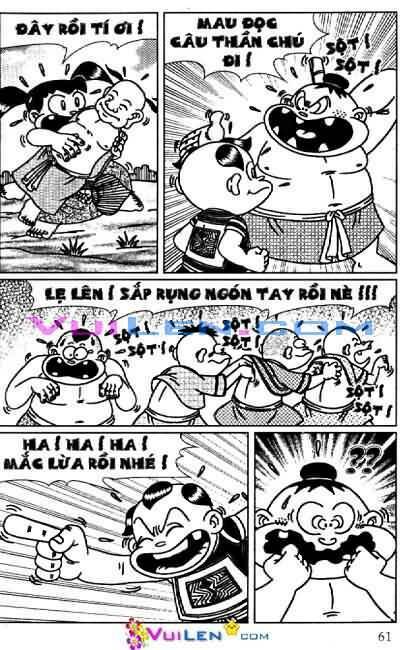 ĐÂY RỒI TÍ ƠI !
MAU ĐỌC
CÂU THẦN CHÚ
ĐI !
SỘT !
SỘT !
LẸ LÊN ! SẮP RỤNG NGÓN TAY RỒI NÈ !!!
VUILEN.COM
SỘT !
SỘT !
SỘT !
SỘT !
SỘT !
SỘT !
HA ! HA ! HA !
MẮC LỪA RỒI NHÉ !
??
61
VUILEN.COM